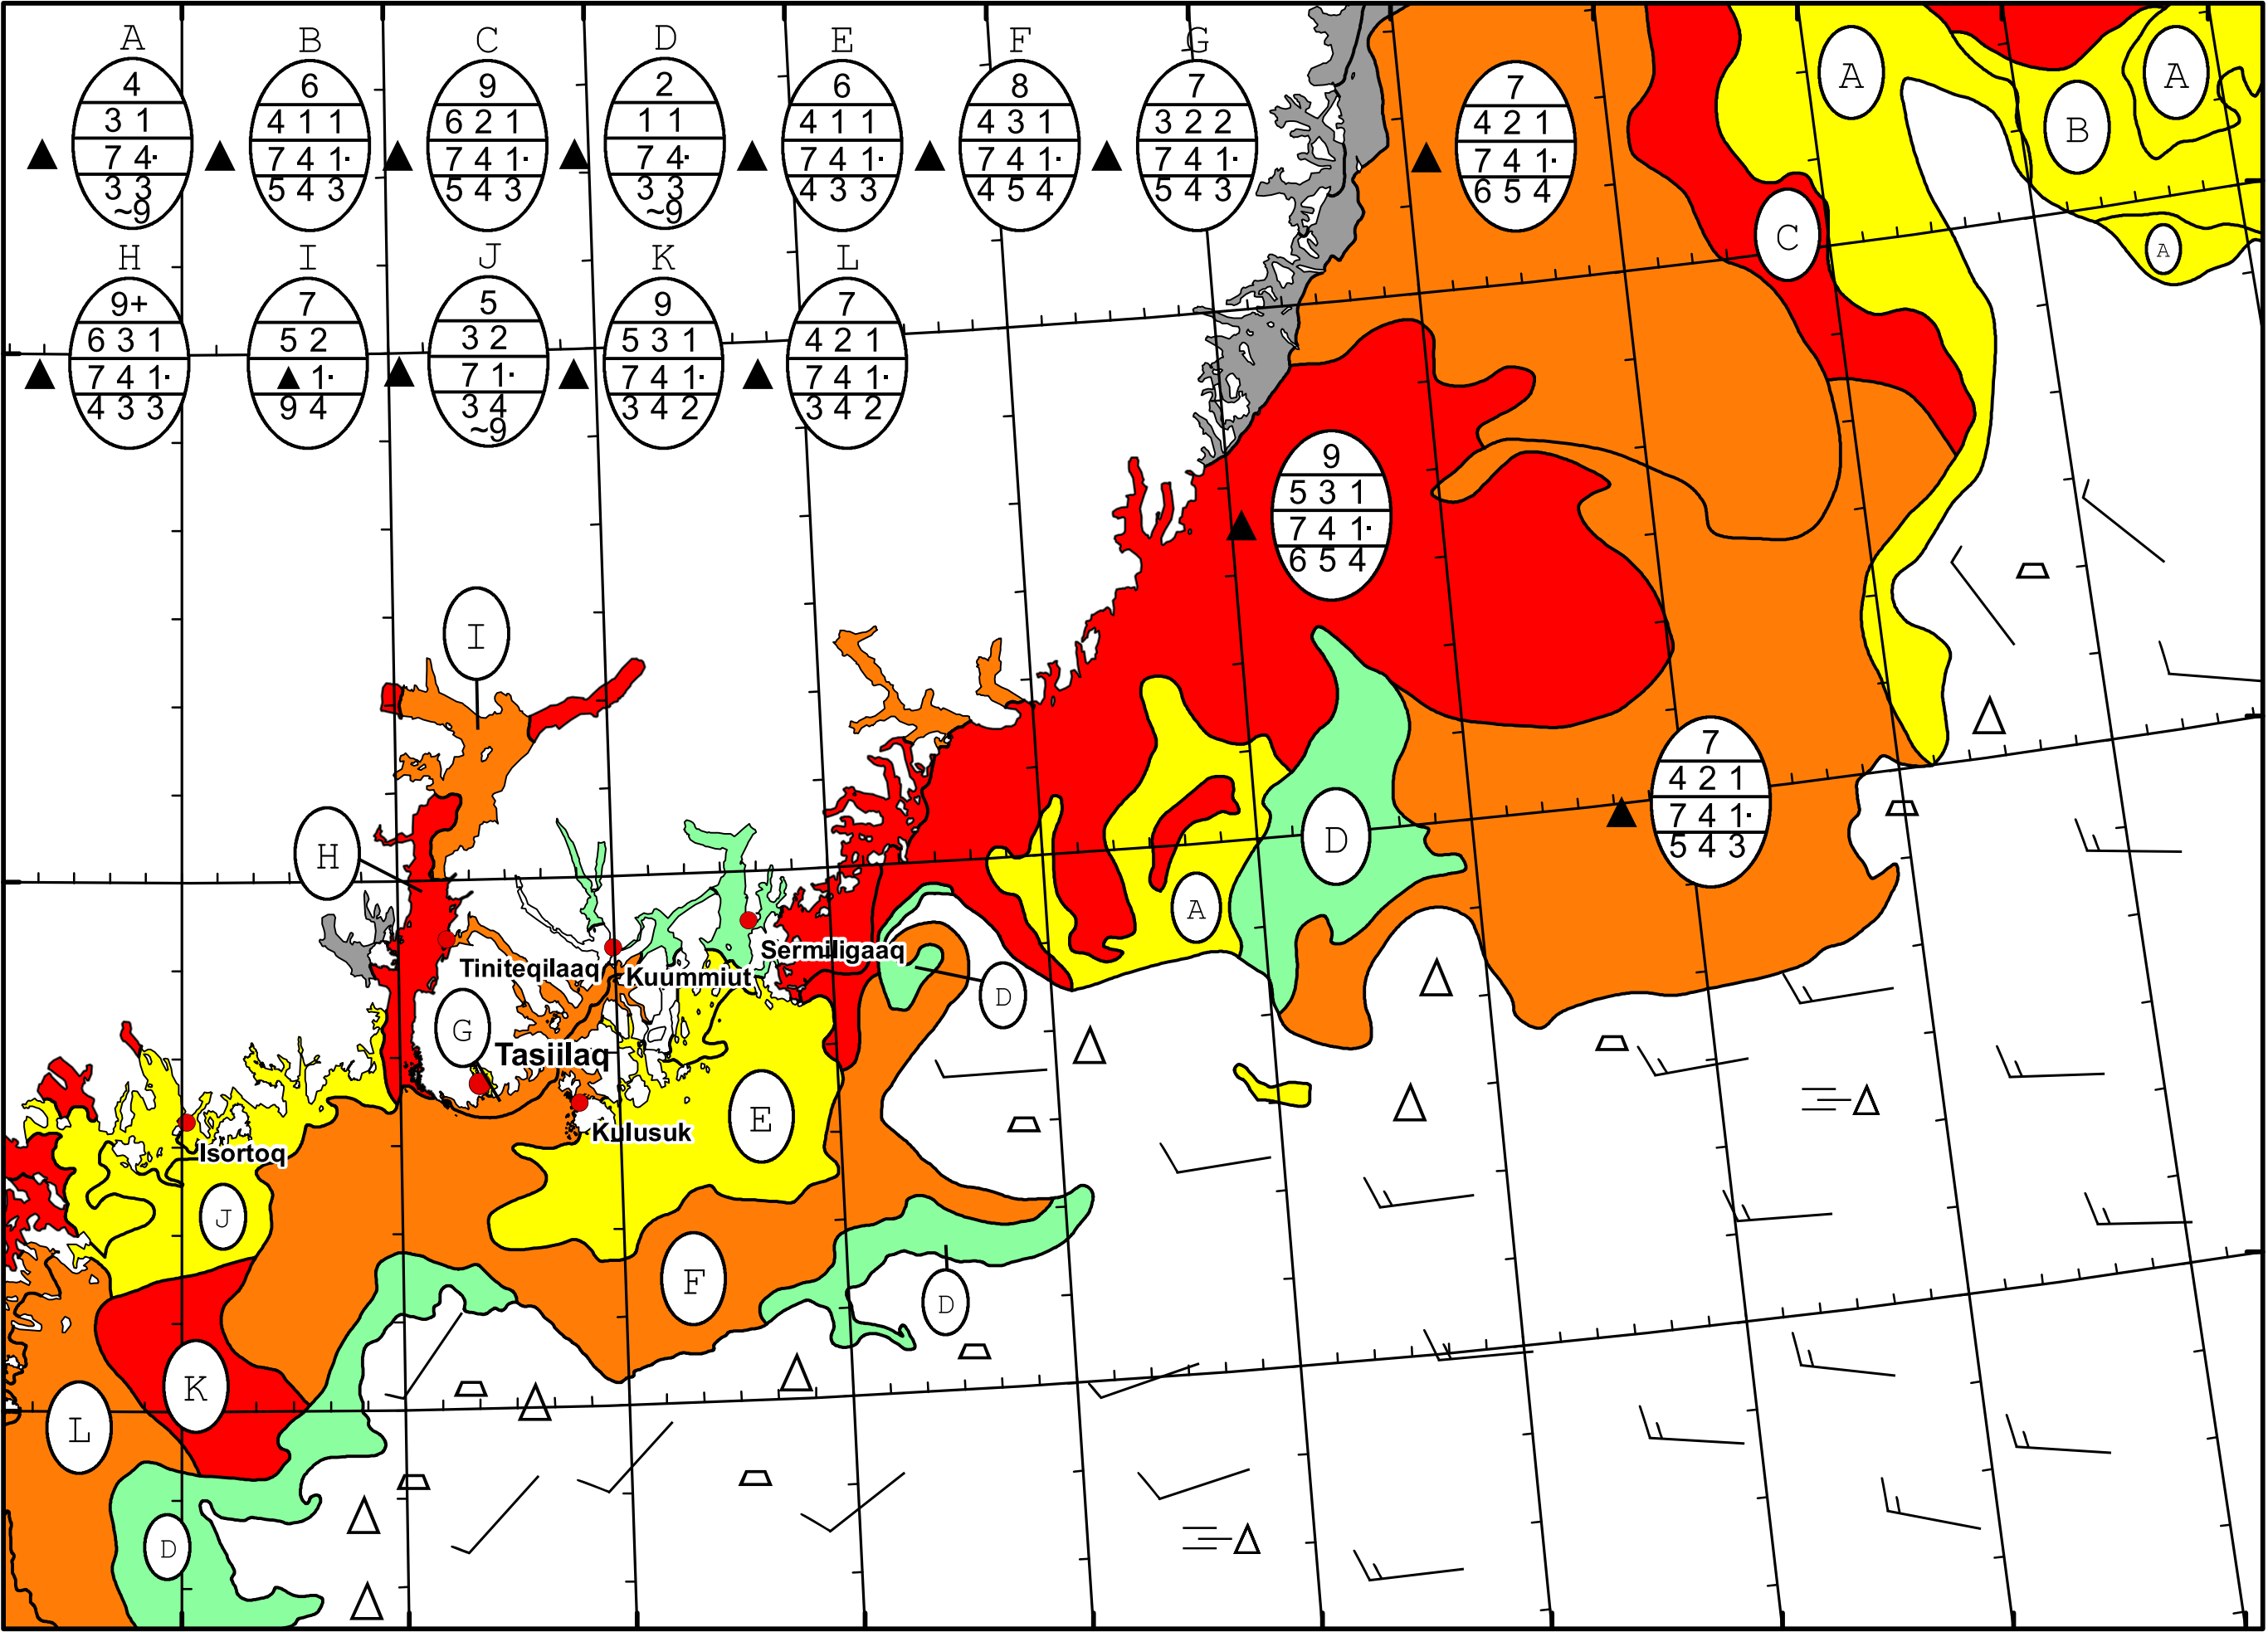 A B C D E F G
4
3 1
7 4·
3 3
~9
6
4 1 1
7 4 1·
5 4 3
9
6 2 1
7 4 1·
5 4 3
2
1 1
7 4·
3 3
~9
6
4 1 1
7 4 1·
4 3 3
8
4 3 1
7 4 1·
4 5 4
7
3 2 2
7 4 1·
5 4 3
7
4 2 1
7 4 1·
6 5 4
A
A
B
C
A
H I J K L
9+
6 3 1
7 4 1·
4 3 3
7
5 2
▲ 1·
9 4
5
3 2
7 1·
3 4
~9
9
5 3 1
7 4 1·
3 4 2
7
4 2 1
7 4 1·
3 4 2
9
5 3 1
7 4 1·
6 5 4
I
7
4 2 1
7 4 1·
5 4 3
H
D
A
Sermiligaaq
Tiniteqilaaq
Kuummiut
D
G
Tasiilaq
E
Kulusuk
Isortoq
J
F
D
K
L
D